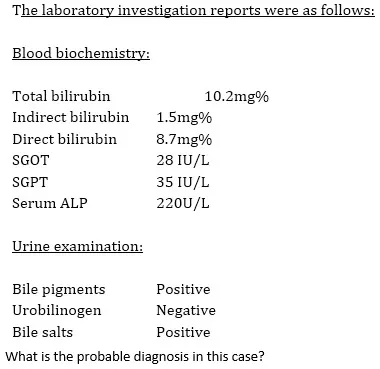 The laboratory investigation reports were as follows:
Blood biochemistry:
Total bilirubin 10.2mg%
Indirect bilirubin 1.5mg%
Direct bilirubin 8.7mg%
SGOT 28 IU/L
SGPT 35 IU/L
Serum ALP 220U/L
Urine examination:
Bile pigments Positive
Urobilinogen Negative
Bile salts Positive
What is the probable diagnosis in this case?